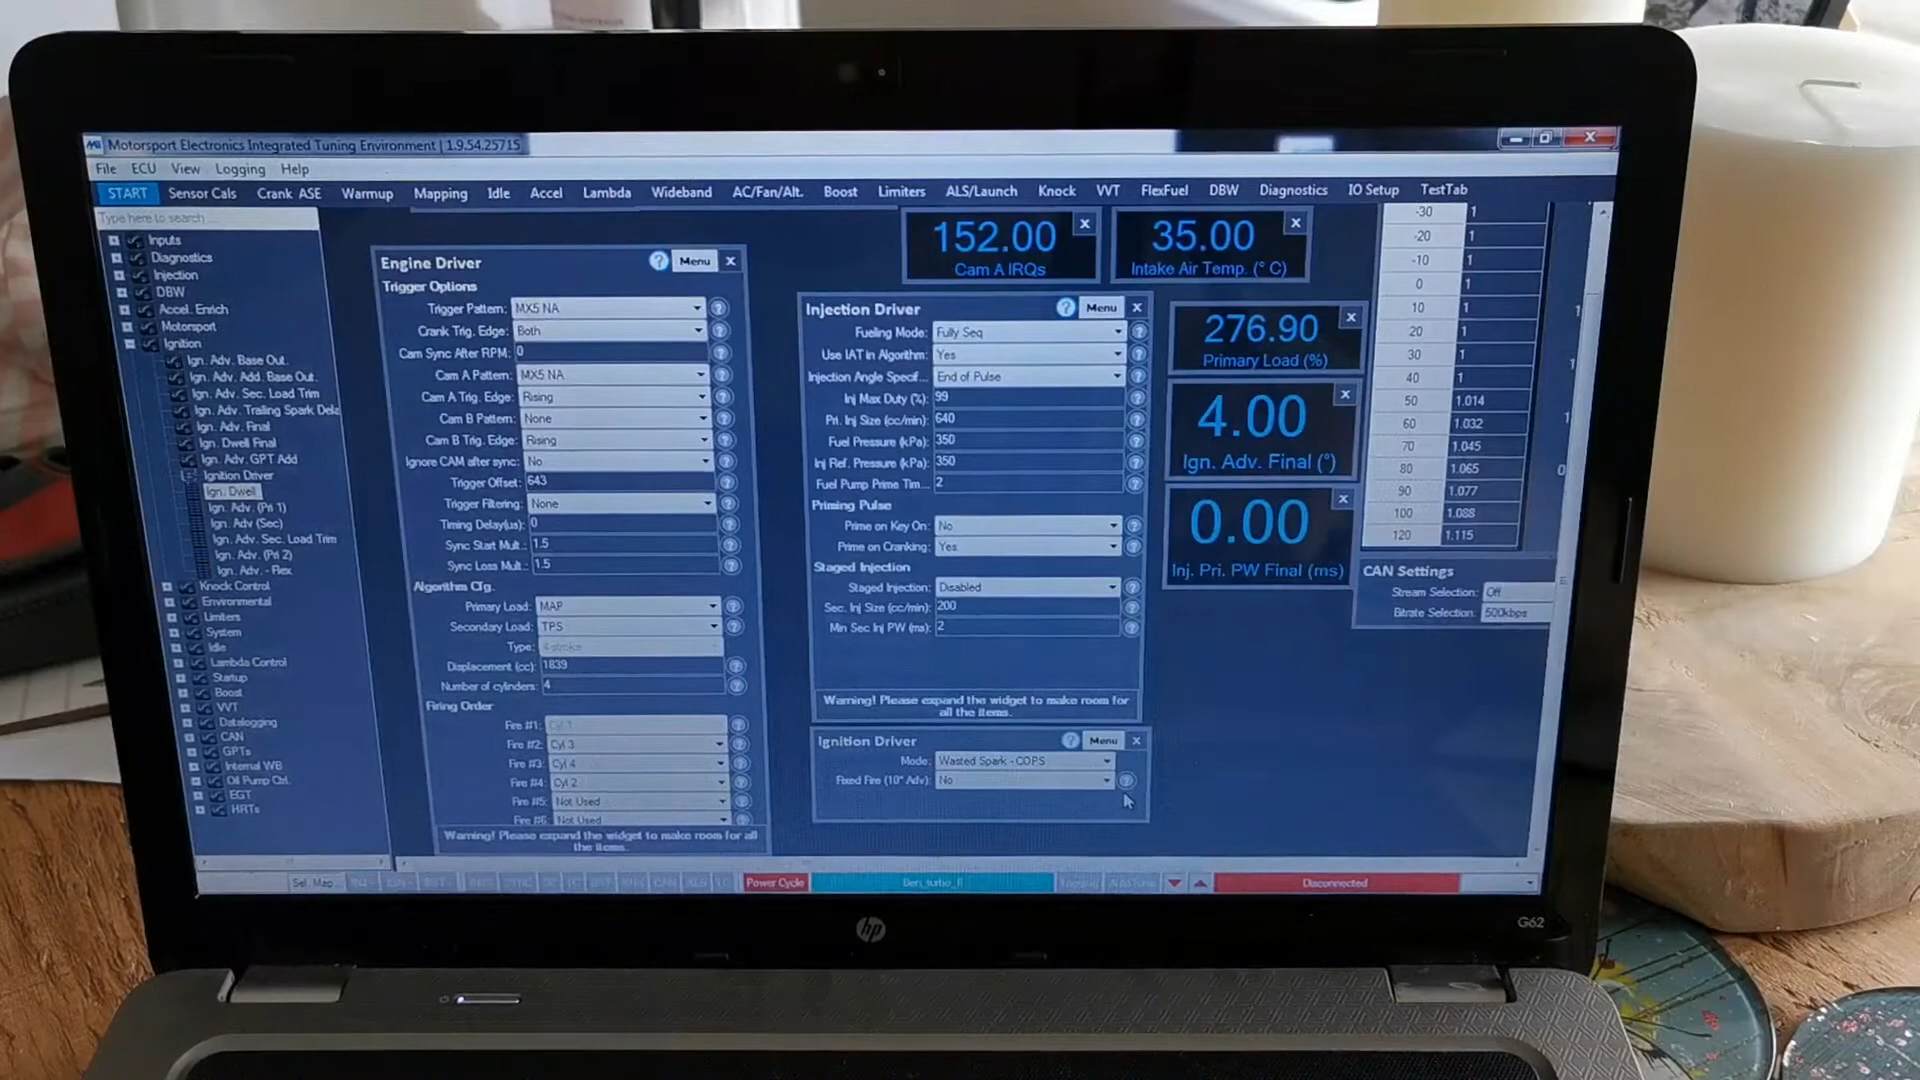 Motorsport Electronics Integrated Tuning Environment | 1.9.54.25715
File ECU View Logging Help
START Sensor Cals Crank ASE Warmup Mapping Idle Accel Lambda Wideband AC/Fan/Alt. Boost Limiters ALS/Launch Knock VVT FlexFuel DBW Diagnostics IO Setup TestTab
Type here to search ...
Inputs
Diagnostics
Injection
DBW
Accel. Enrich
Motorsport
Ignition
Ign. Adv. Base Out.
Ign. Adv. Add. Base Out.
Ign. Adv. Sec. Load Trim
Ign. Adv. Trailing Spark Dela
Ign. Adv. Final
Ign. Dwell Final
Ign. Adv. GPT Add
Ignition Driver
Ign. Dwell
Ign. Adv. (Pri 1)
Ign. Adv (Sec)
Ign. Adv. Sec. Load Trim
Ign. Adv. (Pri 2)
Ign. Adv. - Flex
Knock Control
Environmental
Limiters
System
Idle
Lambda Control
Startup
Boost
VVT
Datalogging
CAN
GPTs
Internal WB
Oil Pump Ctrl.
EGT
HRTs
Engine Driver ? Menu X
Trigger Options
Trigger Pattern: MX5 NA
Crank Trig. Edge: Both
Cam Sync After RPM: 0
Cam A Pattern: MX5 NA
Cam A Trig. Edge: Rising
Cam B Pattern: None
Cam B Trig. Edge: Rising
Ignore CAM after sync: No
Trigger Offset: 643
Trigger Filtering: None
Timing Delay(us): 0
Sync Start Mult.: 1.5
Sync Loss Mult.: 1.5
Algorithm Cfg.
Primary Load: MAP
Secondary Load: TPS
Type: 4-stroke
Displacement (cc): 1839
Number of cylinders: 4
Firing Order
Fire #1: Cyl 1
Fire #2: Cyl 3
Fire #3: Cyl 4
Fire #4: Cyl 2
Fire #5: Not Used
Fire #6: Not Used
Warning! Please expand the widget to make room for all
the items.
152.00 X
Cam A IRQs
35.00 X
Intake Air Temp. (° C)
Injection Driver ? Menu X
Fueling Mode: Fully Seq
Use IAT in Algorithm: Yes
Injection Angle Specif... End of Pulse
Inj Max Duty (%): 99
Pri. Inj Size (cc/min): 640
Fuel Pressure (kPa): 350
Inj Ref. Pressure (kPa): 350
Fuel Pump Prime Tim... 2
Priming Pulse
Prime on Key On: No
Prime on Cranking: Yes
Staged Injection
Staged Injection: Disabled
Sec. Inj Size (cc/min): 200
Min Sec Inj PW (ms): 2
Warning! Please expand the widget to make room for
all the items.
Ignition Driver ? Menu X
Mode: Wasted Spark - COPS
Fixed Fire (10° Adv): No
276.90 X
Primary Load (%)
4.00 X
Ign. Adv. Final (°)
0.00 X
Inj. Pri. PW Final (ms)
-30 1
-20 1
-10 1
0 1
10 1
20 1
30 1
40 1
50 1.014
60 1.032
70 1.045
80 1.065
90 1.077
100 1.088
120 1.115
CAN Settings
Stream Selection: Off
Bitrate Selection: 500kbps
Sel. Map... Power Cycle Ben_turbo_fl Disconnected
hp
G62